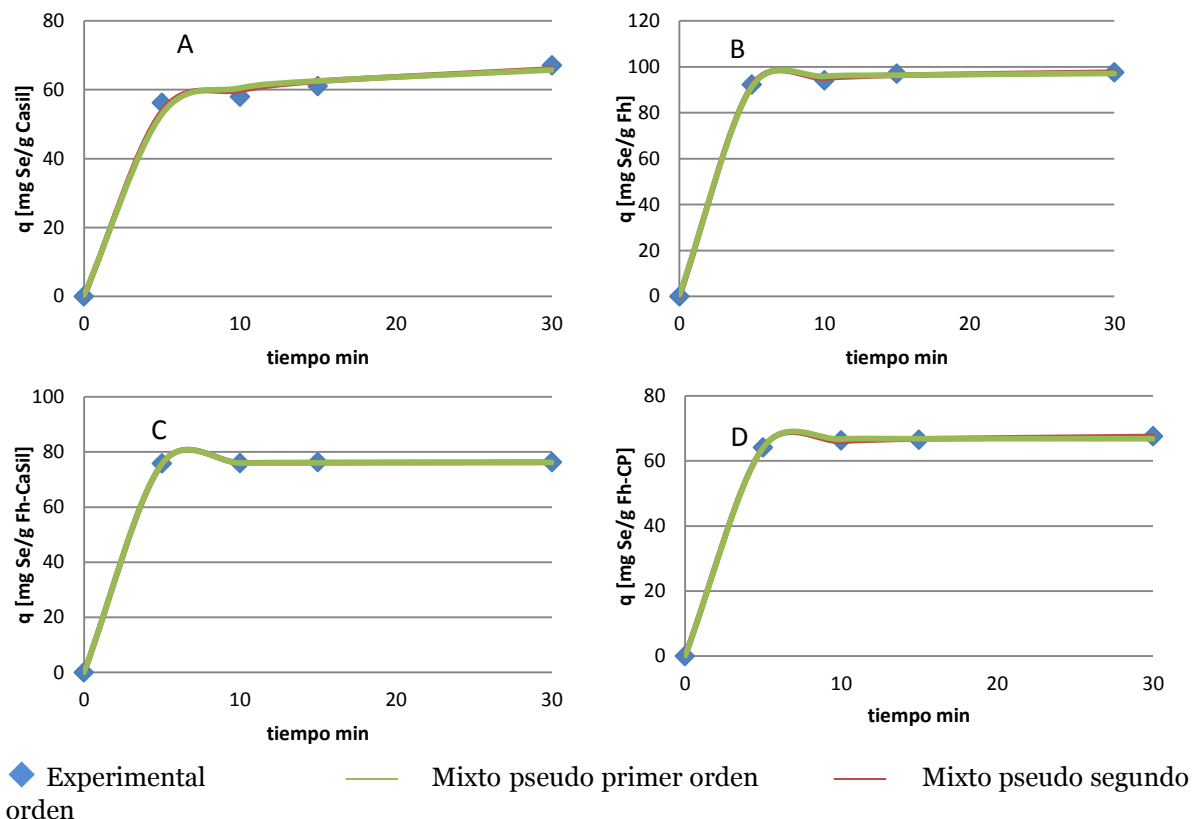 A
q [mg Se/g Casil]
80
60
40
20
0
0 10 20 30
tiempo min
B
q [mg Se/g Fh]
120
100
80
60
40
20
0
0 10 20 30
tiempo min
C
q [mg Se/g Fh-CaSil]
100
80
60
40
20
0
0 10 20 30
tiempo min
D
q [mg Se/g Fh-CP]
80
60
40
20
0
0 10 20 30
tiempo min
Experimental Mixto pseudo primer orden Mixto pseudo segundo
orden